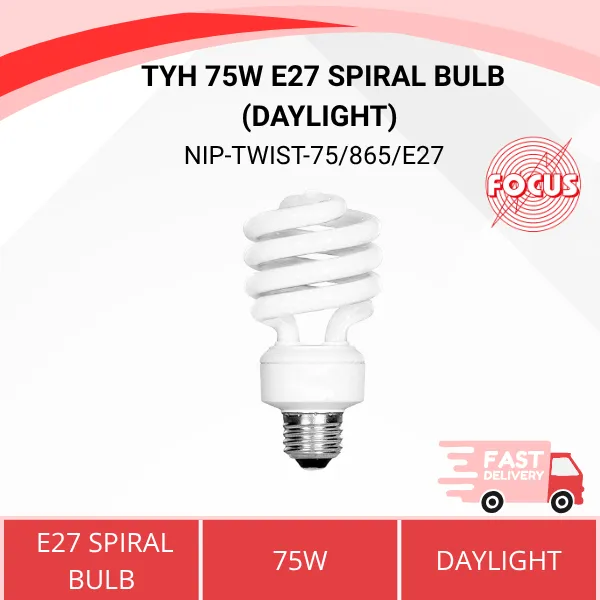 TYH 75W E27 SPIRAL BULB
(DAYLIGHT)
NIP-TWIST-75/865/E27
FOCUS
FAST
DELIVERY
E27 SPIRAL
BULB
75W
DAYLIGHT